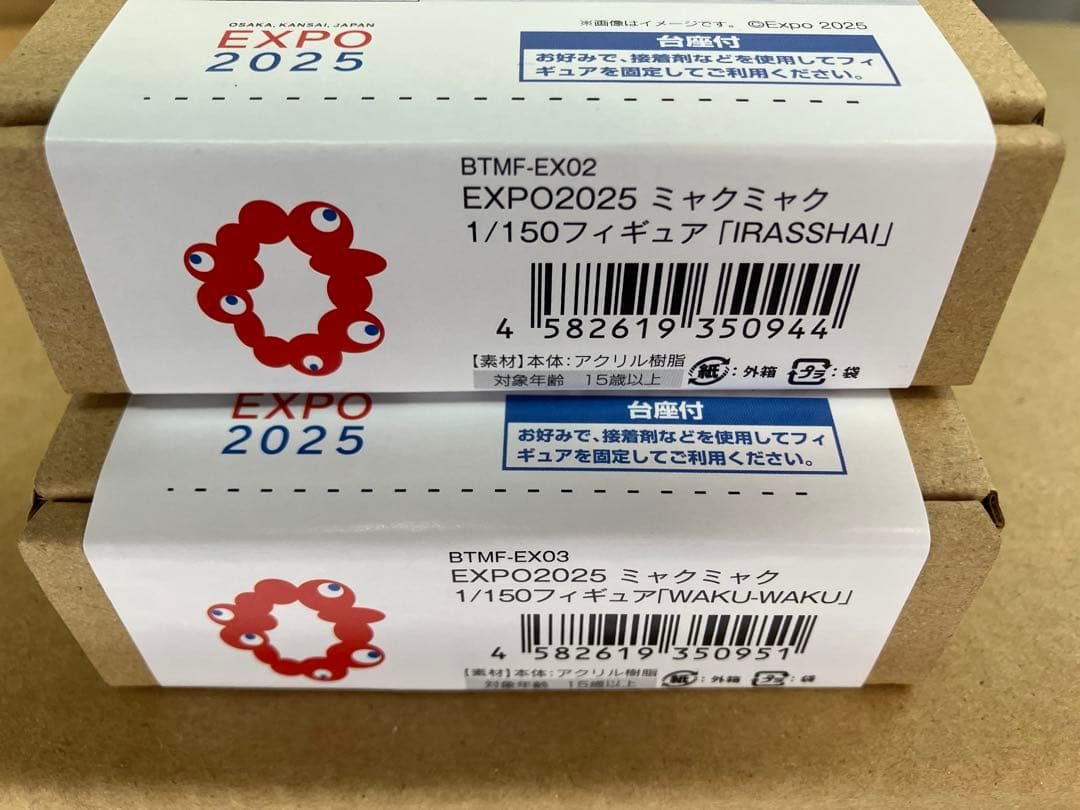 OSAKA, KANSAI, JAPAN
EXPO
2025
※画像はイメージです。 ©Expo 2025
台座付
お好みで、接着剤などを使用してフィ
ギュアを固定してご利用ください。
BTMF-EX02
EXPO2025 ミャクミャク
1/150フィギュア「IRASSHAI」
4 582619 350944
【素材】本体:アクリル樹脂
対象年齢 15歳以上
紙:外箱 プラ:袋
EXPO
2025
台座付
お好みで、接着剤などを使用してフィ
ギュアを固定してご利用ください。
BTMF-EX03
EXPO2025 ミャクミャク
1/150フィギュア「WAKU-WAKU」
4 582619 350951
【素材】本体:アクリル樹脂
対象年齢 15歳以上
紙:外箱 プラ:袋